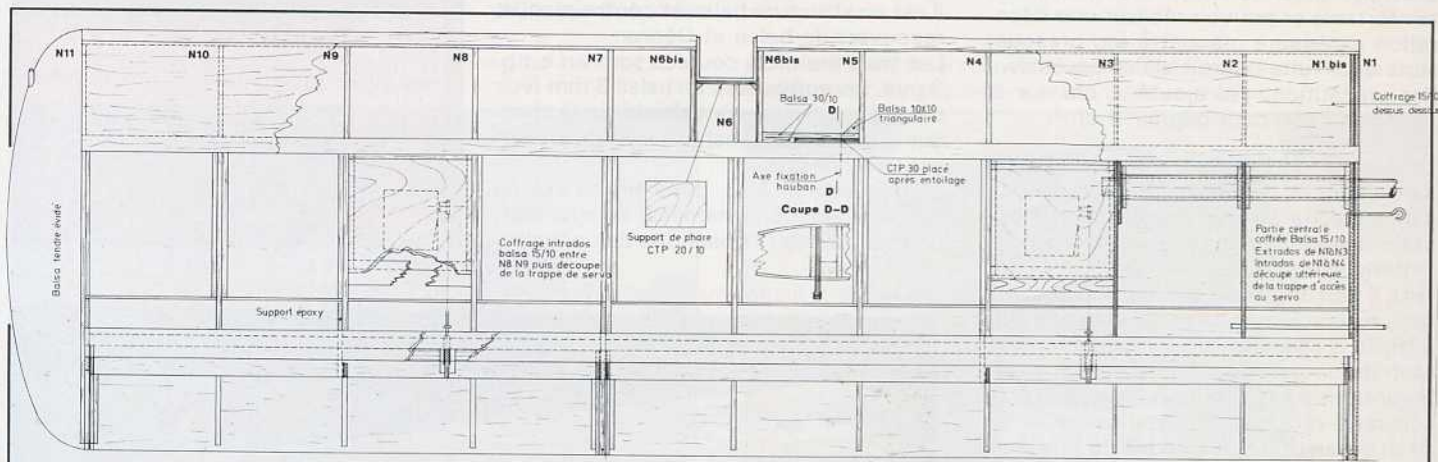 N11
N10
N9
N8
N7
N6bis
N6bis
N5
N4
N3
N2
N1 bis
N1
N6
Balsa 30/10
D
Balsa 10x10
triangulaire
Coffrage 15/10
dessus dessous
CTP 30 placé
après entoilage
Axe fixation
hauban
D
Coupe D-D
Balsa tendre évidé
Coffrage intrados
balsa 15/10 entre
N8 N9 puis decoupe
de la trappe de servo
Support de phare
CTP 20/10
Partie centrale
coffrée Balsa 15/10
Extrados de N1à N3
Intrados de N1à N4
découpe ultérieure
de la trappe d'accès
au servo
Support époxy